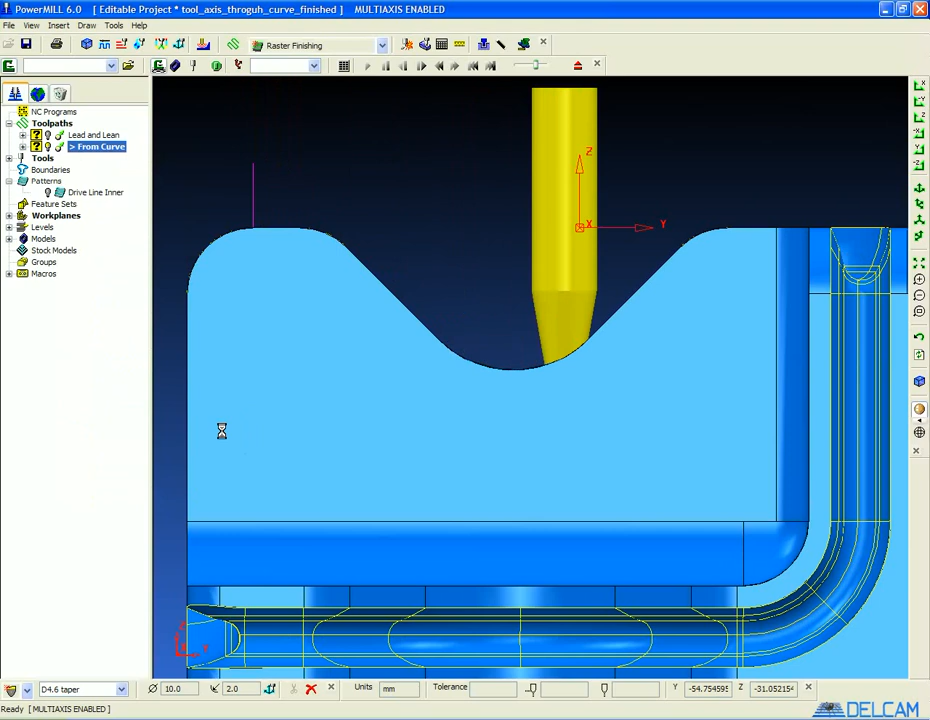 PowerMILL 6.0    [ Editable Project * tool_axis_throguh_curve_finished ]    MULTIAXIS ENABLED
File View Insert Draw Tools Help
Raster Finishing
NC Programs
Toolpaths
Lead and Lean
> From Curve
Tools
Boundaries
Patterns
Drive Line Inner
Feature Sets
Workplanes
Levels
Models
Stock Models
Groups
Macros
Z
X
Y
D4.6 taper 10.0 2.0 Units mm Tolerance Y -54.754595 Z -31.052154
Ready [ MULTIAXIS ENABLED ]
DELCAM